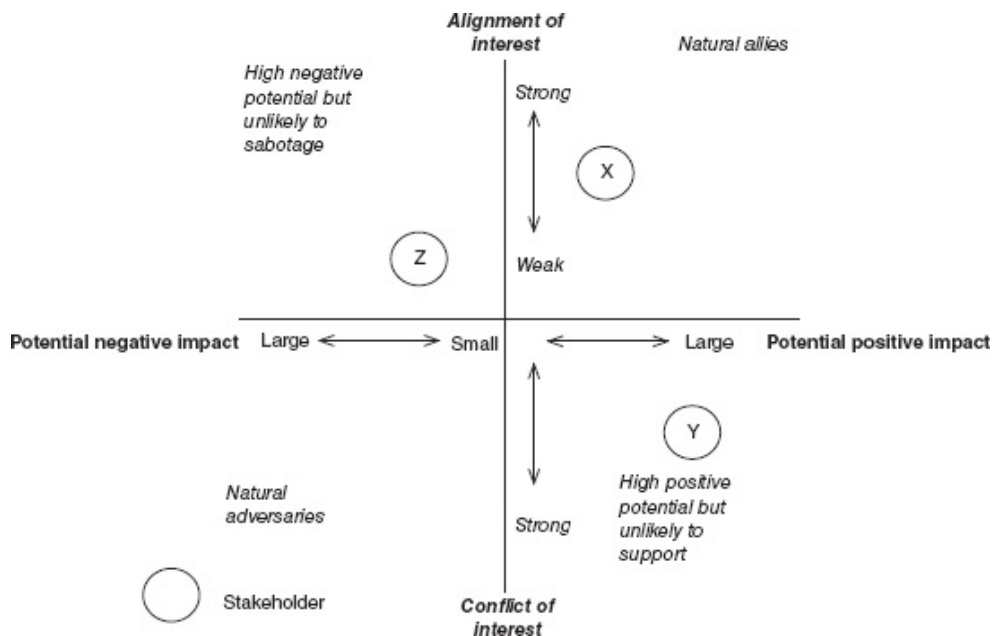 Alignment of
interest
Natural allies
High negative
potential but
unlikely to
sabotage
Strong
X
Z
Weak
Potential negative impact Large Small Large Potential positive impact
Y
High positive
potential but
unlikely to
support
Natural
adversaries
Strong
Stakeholder
Conflict of
interest